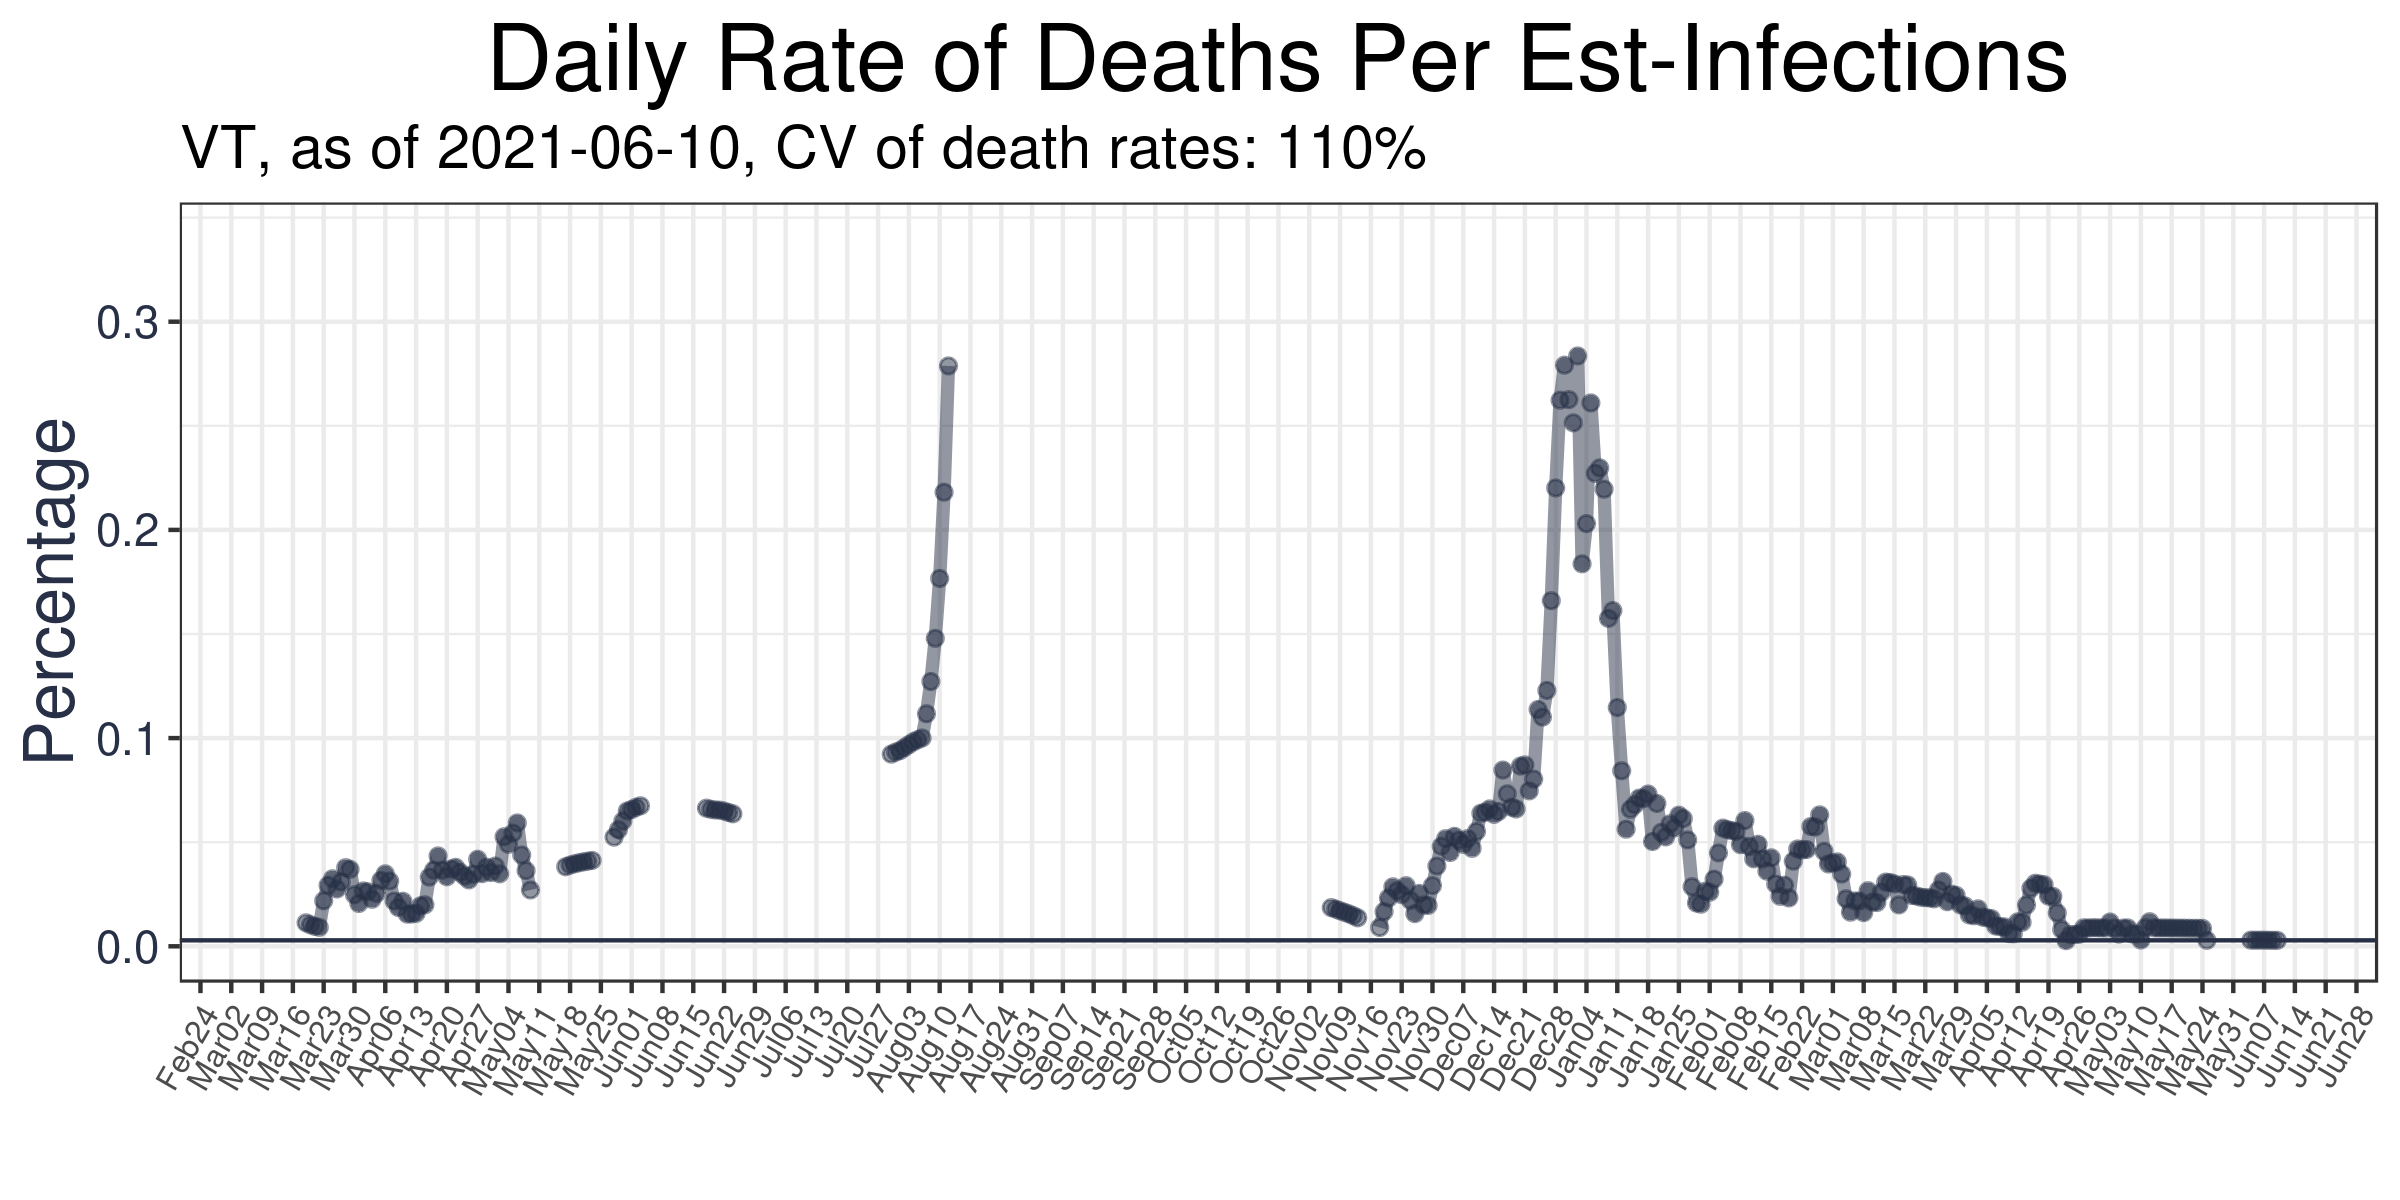 Daily Rate of Deaths Per Est-Infections
VT, as of 2021-06-10, CV of death rates: 110%
Percentage
0.3
0.2
0.1
0.0
Feb24
Mar02
Mar09
Mar16
Mar23
Mar30
Apr06
Apr13
Apr20
Apr27
May04
May11
May18
May25
Jun01
Jun08
Jun15
Jun22
Jun29
Jul06
Jul13
Jul20
Jul27
Aug03
Aug10
Aug17
Aug24
Aug31
Sep07
Sep14
Sep21
Sep28
Oct05
Oct12
Oct19
Oct26
Nov02
Nov09
Nov16
Nov23
Nov30
Dec07
Dec14
Dec21
Dec28
Jan04
Jan11
Jan18
Jan25
Feb01
Feb08
Feb15
Feb22
Mar01
Mar08
Mar15
Mar22
Mar29
Apr05
Apr12
Apr19
Apr26
May03
May10
May17
May24
May31
Jun07
Jun14
Jun21
Jun28